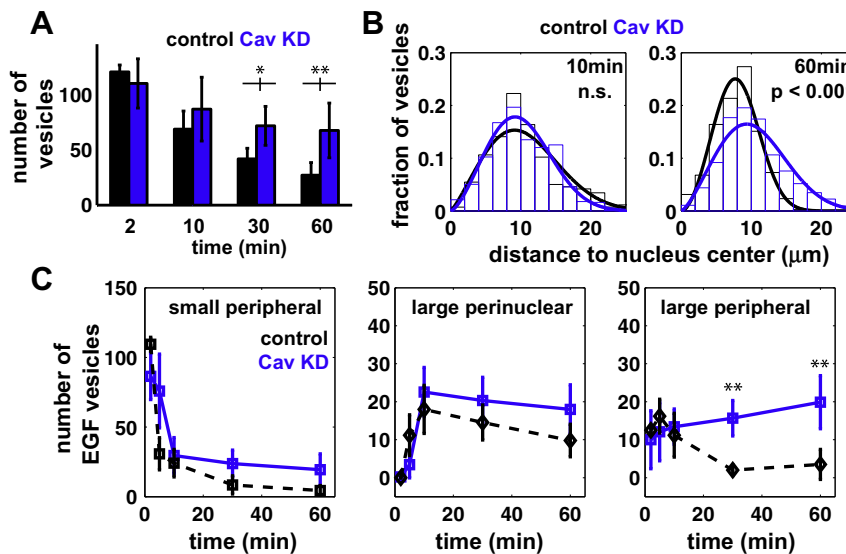 A
control Cav KD
number of
vesicles
100
50
0
*
**
2 10 30 60
time (min)
B
control Cav KD
fraction of vesicles
0.3
0.2
0.1
0
10min
n.s.
0 10 20
0.3
0.2
0.1
0
60min
p < 0.00
0 10 20
distance to nucleus center (μm)
C
number of
EGF vesicles
150
100
50
0
small peripheral
control
Cav KD
0 20 40 60
time (min)
50
40
30
20
10
0
large perinuclear
0 20 40 60
time (min)
50
40
30
20
10
0
large peripheral
**
**
0 20 40 60
time (min)